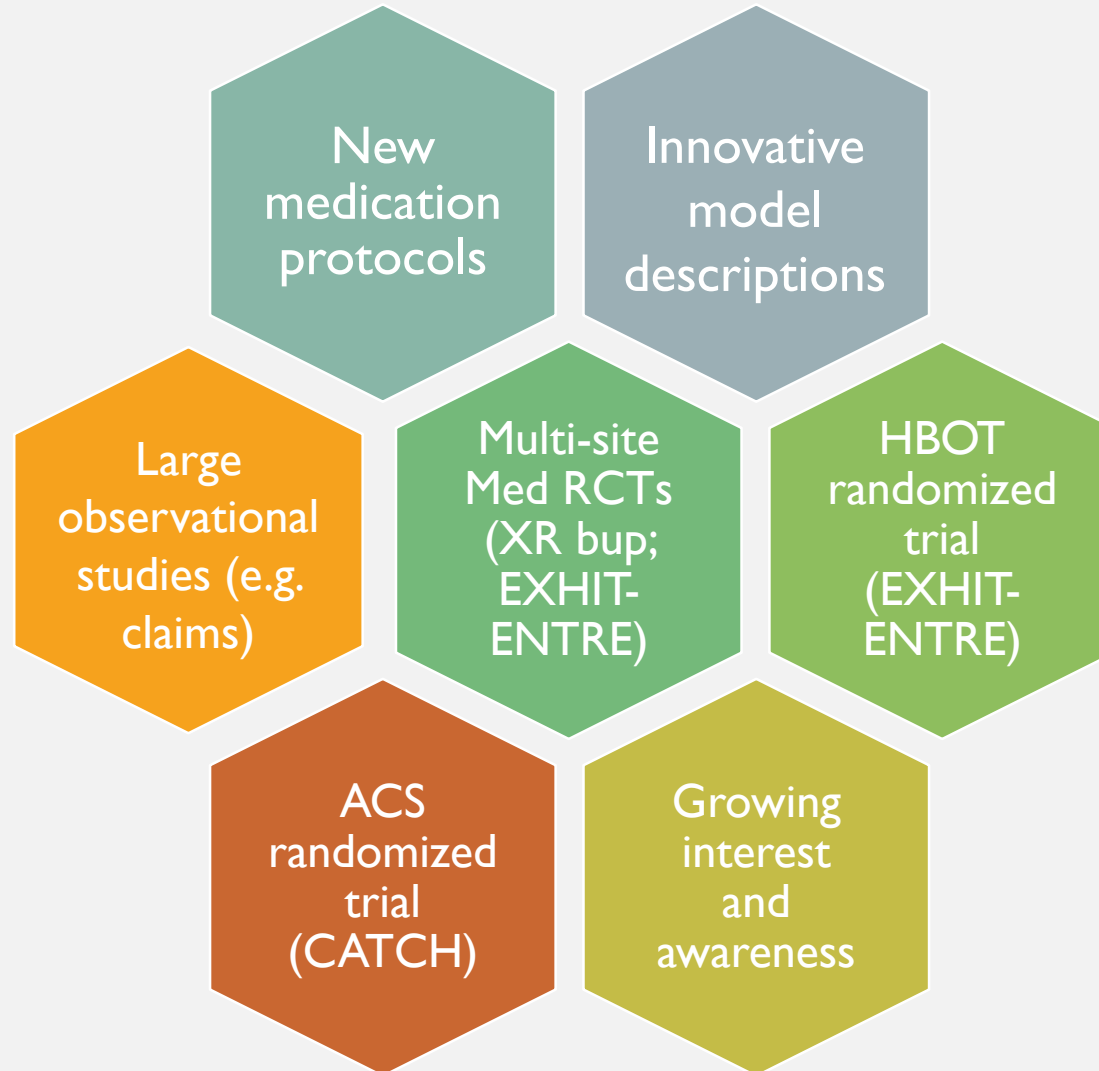 New
medication
protocols
Innovative
model
descriptions
Large
observational
studies (e.g.
claims)
Multi-site
Med RCTs
(XR bup;
EXHIT-
ENTRE)
HBOT
randomized
trial
(EXHIT-
ENTRE)
ACS
randomized
trial
(CATCH)
Growing
interest
and
awareness